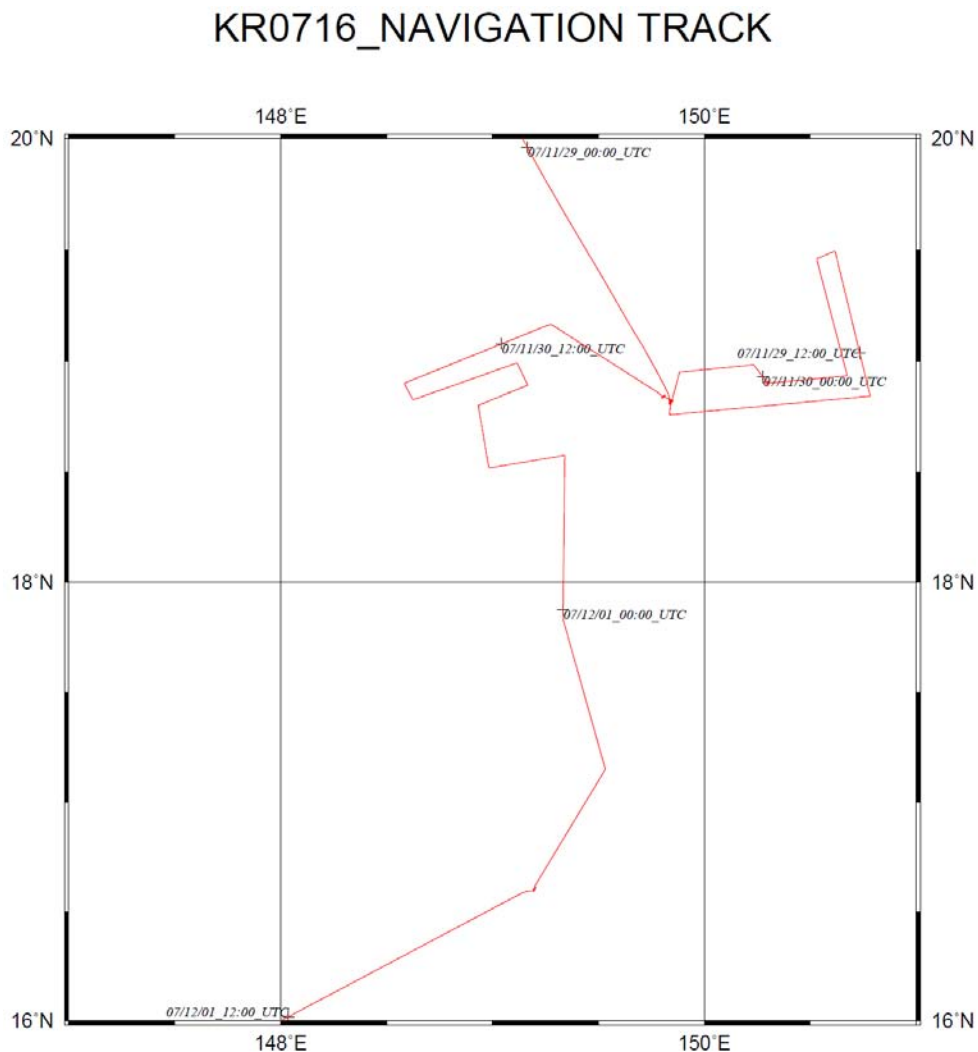 KR0716_NAVIGATION TRACK
148°E 150°E
20°N 20°N
07/11/29_00:00_UTC
07/11/30_12:00_UTC
07/11/29_12:00_UTC
07/11/30_00:00_UTC
18°N 18°N
07/12/01_00:00_UTC
07/12/01_12:00_UTC
16°N 16°N
148°E 150°E